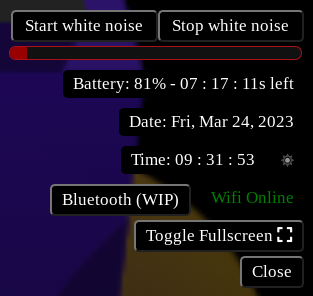 Start white noise Stop white noise
Battery: 81% - 07 : 17 : 11s left
Date: Fri, Mar 24, 2023
Time: 09 : 31 : 53
Bluetooth (WIP) Wifi Online
Toggle Fullscreen
Close